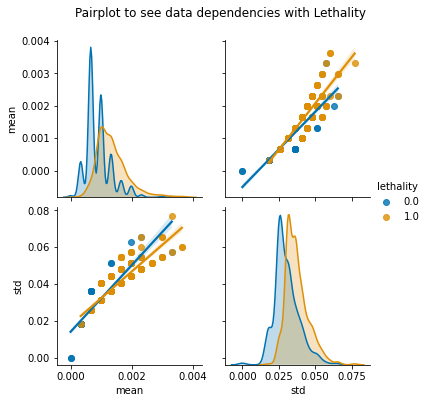 Pairplot to see data dependencies with Lethality
0.004
0.003
0.002
0.001
0.000
mean
lethality
0.0
1.0
0.08
0.06
0.04
0.02
0.00
std
0.000 0.002 0.004
mean
0.000 0.025 0.050 0.075
std